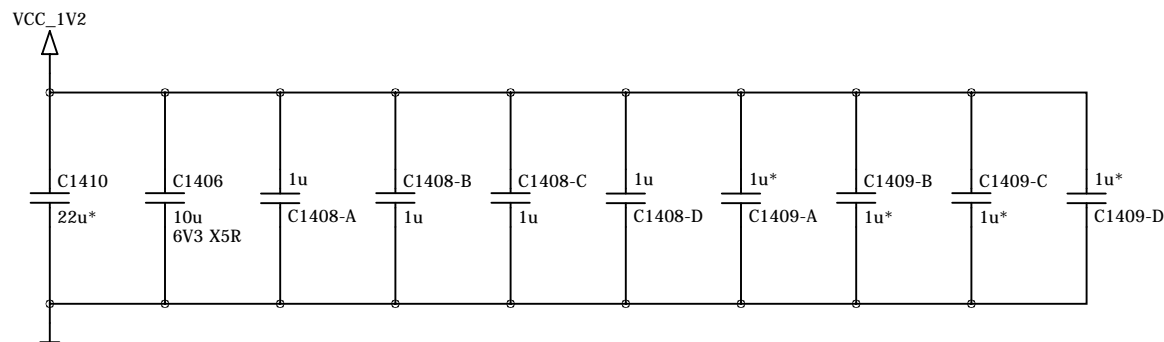 VCC_1V2
C1410
22u*
C1406
10u
6V3 X5R
1u
C1408-A
C1408-B
1u
C1408-C
1u
1u
C1408-D
1u*
C1409-A
C1409-B
1u*
C1409-C
1u*
1u*
C1409-D